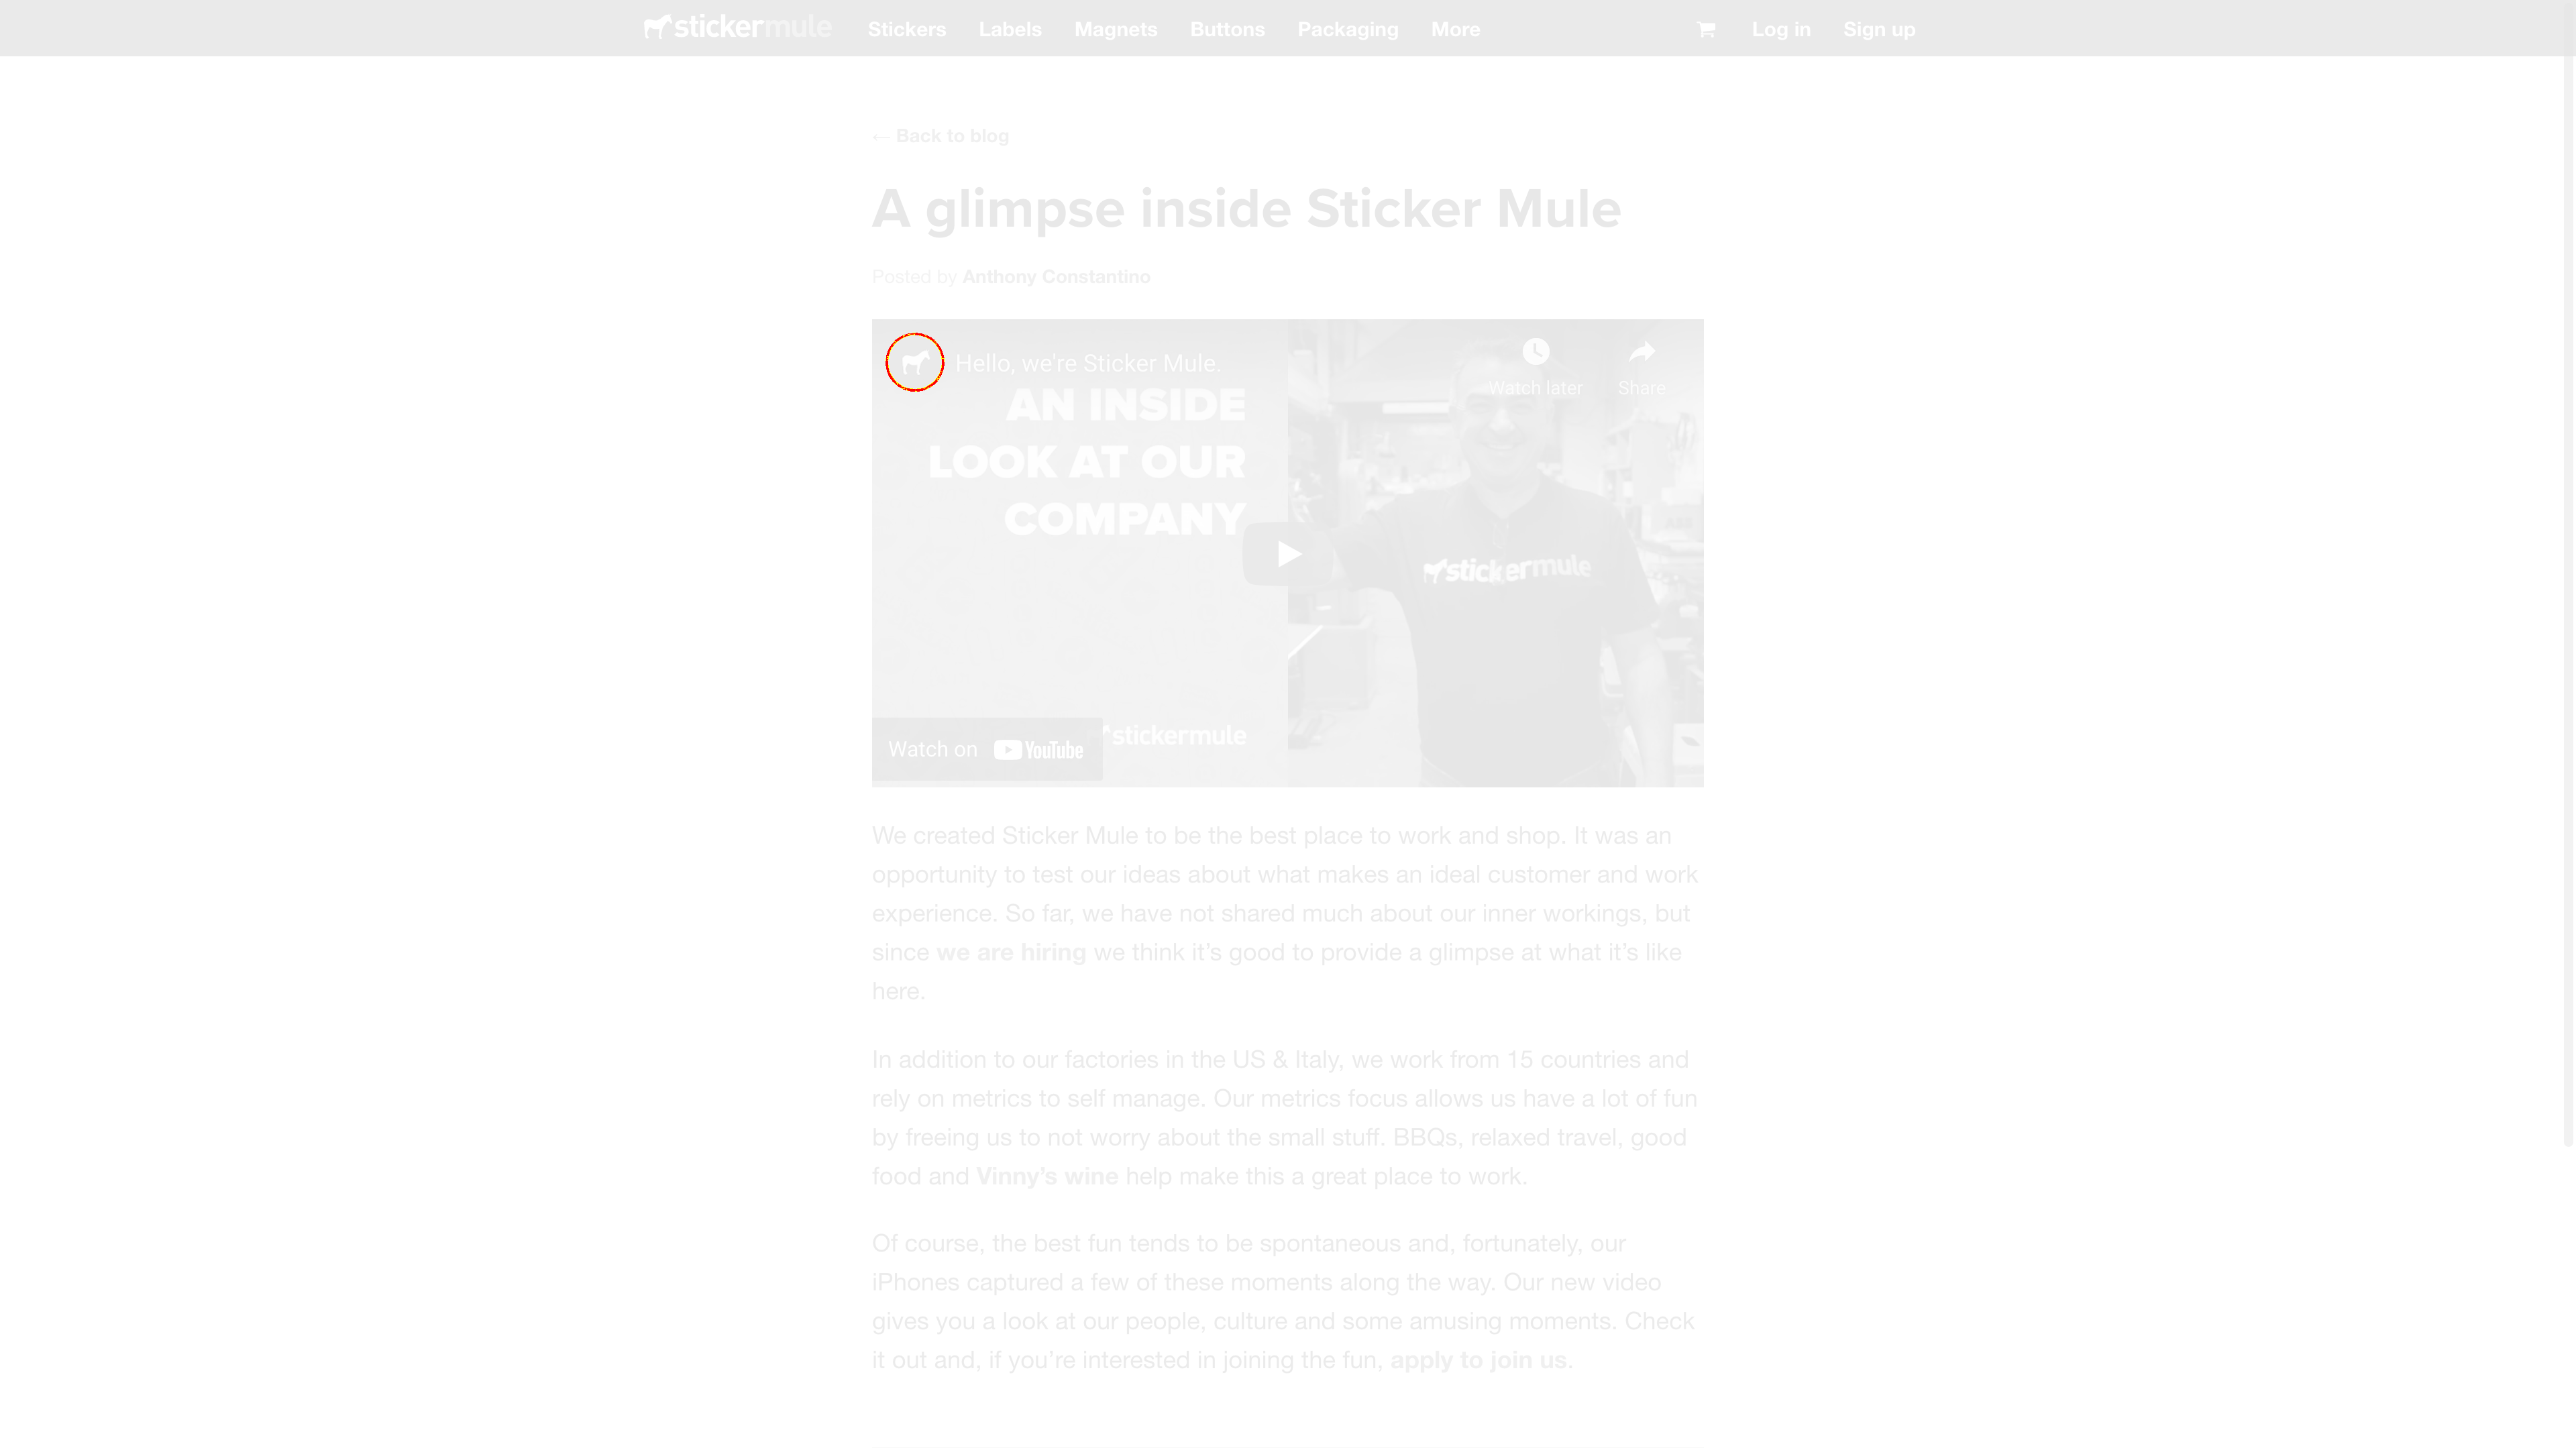 stickermule Stickers Labels Magnets Buttons Packaging More Log in Sign up
← Back to blog
A glimpse inside Sticker Mule
Posted by Anthony Constantino
Hello, we're Sticker Mule.
Watch later Share
AN INSIDE
LOOK AT OUR
COMPANY
stickermule
stickermule
Watch on YouTube
We created Sticker Mule to be the best place to work and shop. It was an
opportunity to test our ideas about what makes an ideal customer and work
experience. So far, we have not shared much about our inner workings, but
since we are hiring we think it’s good to provide a glimpse at what it’s like
here.
In addition to our factories in the US & Italy, we work from 15 countries and
rely on metrics to self manage. Our metrics focus allows us have a lot of fun
by freeing us to not worry about the small stuff. BBQs, relaxed travel, good
food and Vinny’s wine help make this a great place to work.
Of course, the best fun tends to be spontaneous and, fortunately, our
iPhones captured a few of these moments along the way. Our new video
gives you a look at our people, culture and some amusing moments. Check
it out and, if you’re interested in joining the fun, apply to join us.